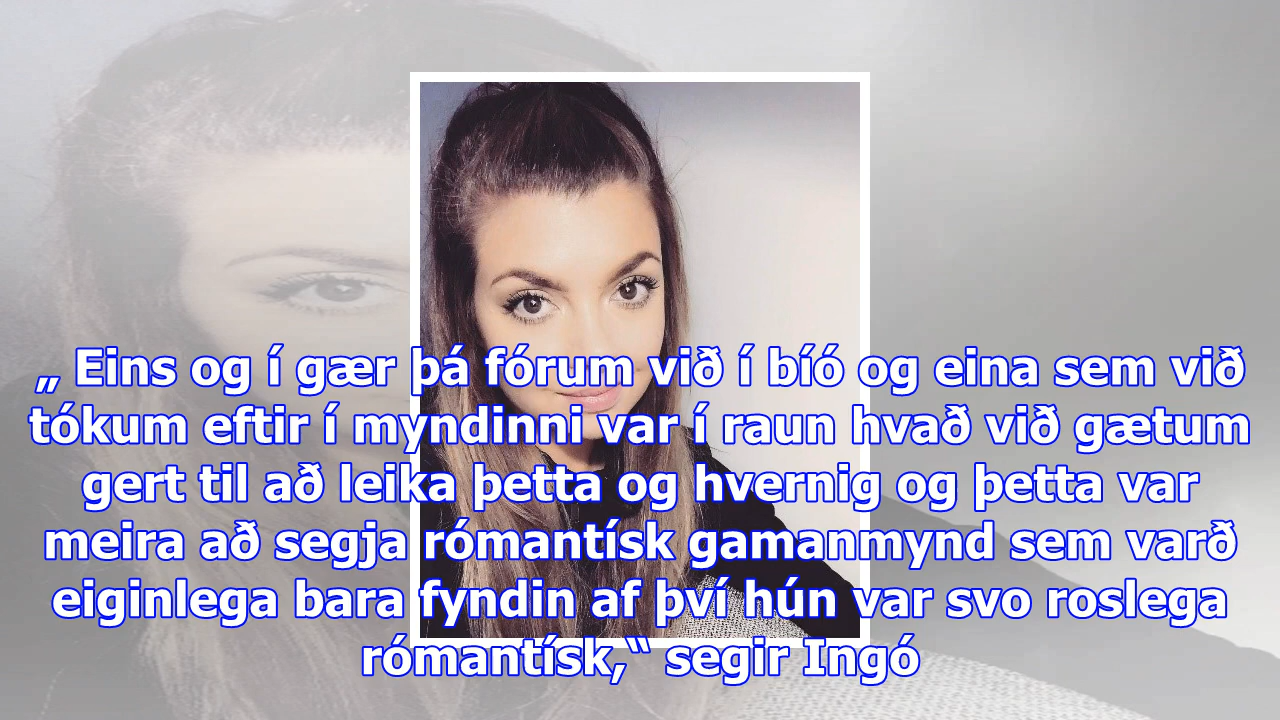 „ Eins og í gær þá fórum við í bíó og eina sem við
tókum eftir í myndinni var í raun hvað við gætum
gert til að leika þetta og hvernig og þetta var
meira að segja rómantísk gamanmynd sem varð
eiginlega bara fyndin af því hún var svo roslega
rómantísk,“ segir Ingó